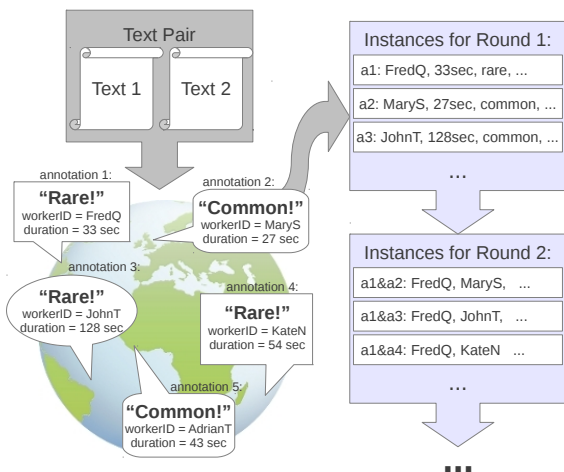 Text Pair
Text 1
Text 2
annotation 1:
“Rare!”
workerID = FredQ
duration = 33 sec
annotation 2:
“Common!”
workerID = MaryS
duration = 27 sec
annotation 3:
“Rare!”
workerID = JohnT
duration = 128 sec
annotation 4:
“Rare!”
workerID = KateN
duration = 54 sec
annotation 5:
“Common!”
workerID = AdrianT
duration = 43 sec
Instances for Round 1:
a1: FredQ, 33sec, rare, ...
a2: MaryS, 27sec, common, ...
a3: JohnT, 128sec, common, ...
...
Instances for Round 2:
a1&a2: FredQ, MaryS, ...
a1&a3: FredQ, JohnT, ...
a1&a4: FredQ, KateN ...
...
...